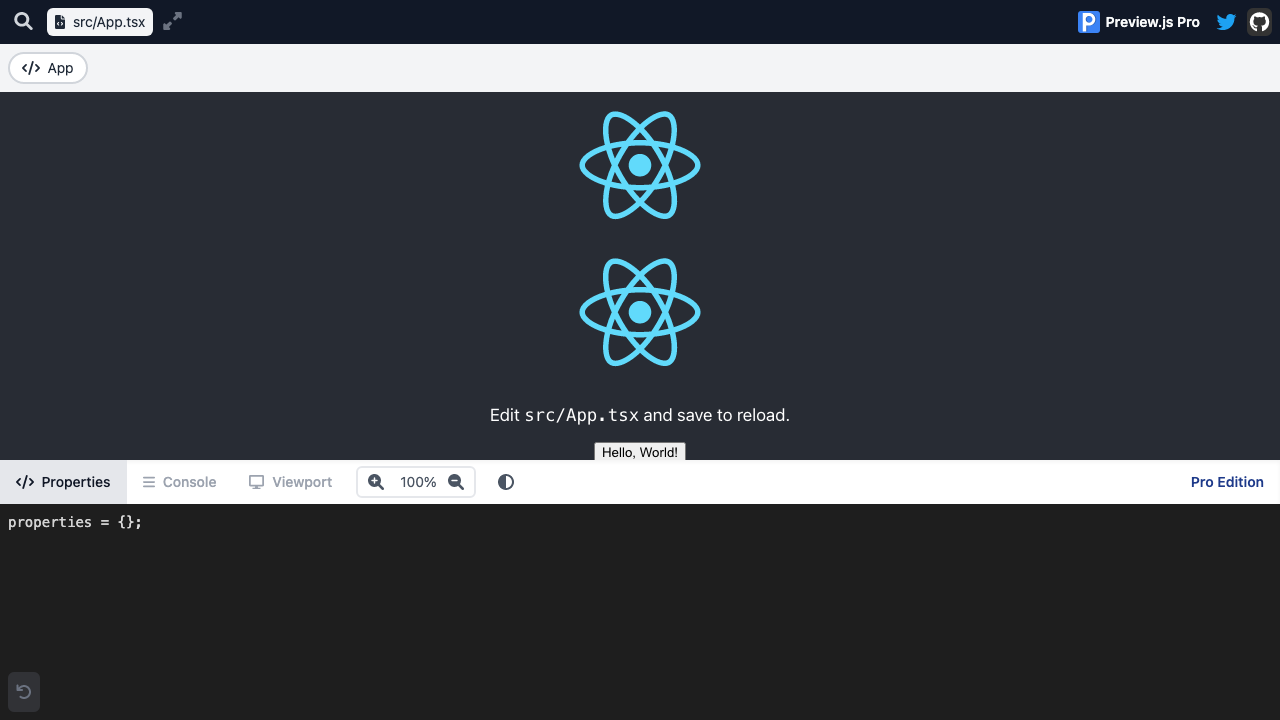 src/App.tsx
Preview.js Pro
App
Edit src/App.tsx and save to reload.
Hello, World!
Properties
Console
Viewport
100%
Pro Edition
properties = {};